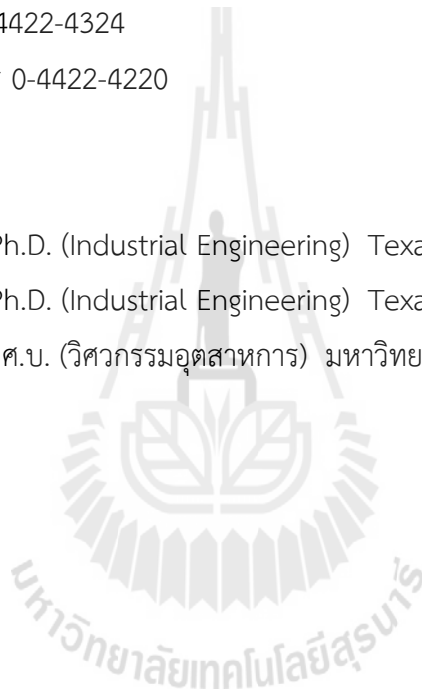 4422-4324
0-4422-4220
Ph.D. (Industrial Engineering) Texa
Ph.D. (Industrial Engineering) Texa
ศ.บ. (วิศวกรรมอุตสาหการ) มหาวิทย
มหาวิทยาลัยเทคโนโลยีสุรนารี